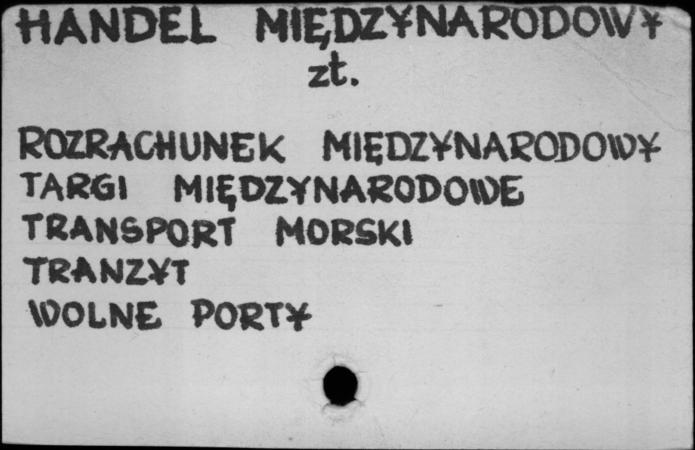 HANDEL MIĘDZYNARODOWY
zt.
ROZRACHUNEK MIĘDZYNARODOWY
TARGI MIĘDZYNARODOWE
TRANSPORT MORSKI
TRANZYT
WOLNE PORTY